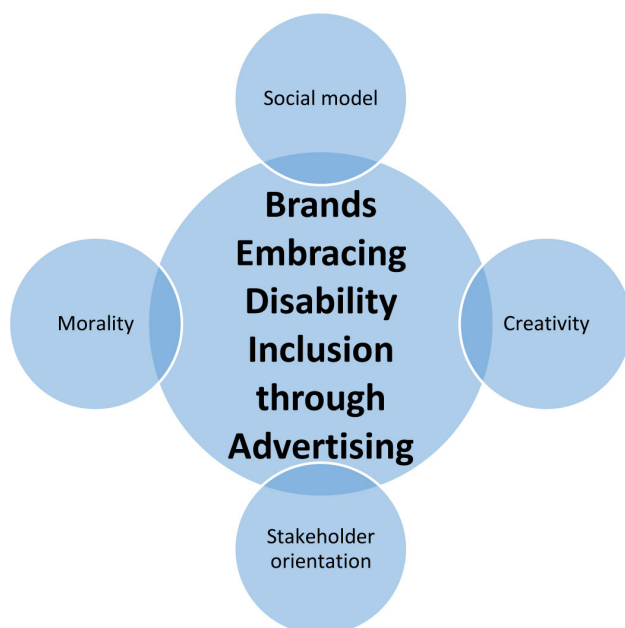 Social model
Brands
Embracing
Disability
Inclusion
through
Advertising
Morality
Creativity
Stakeholder
orientation